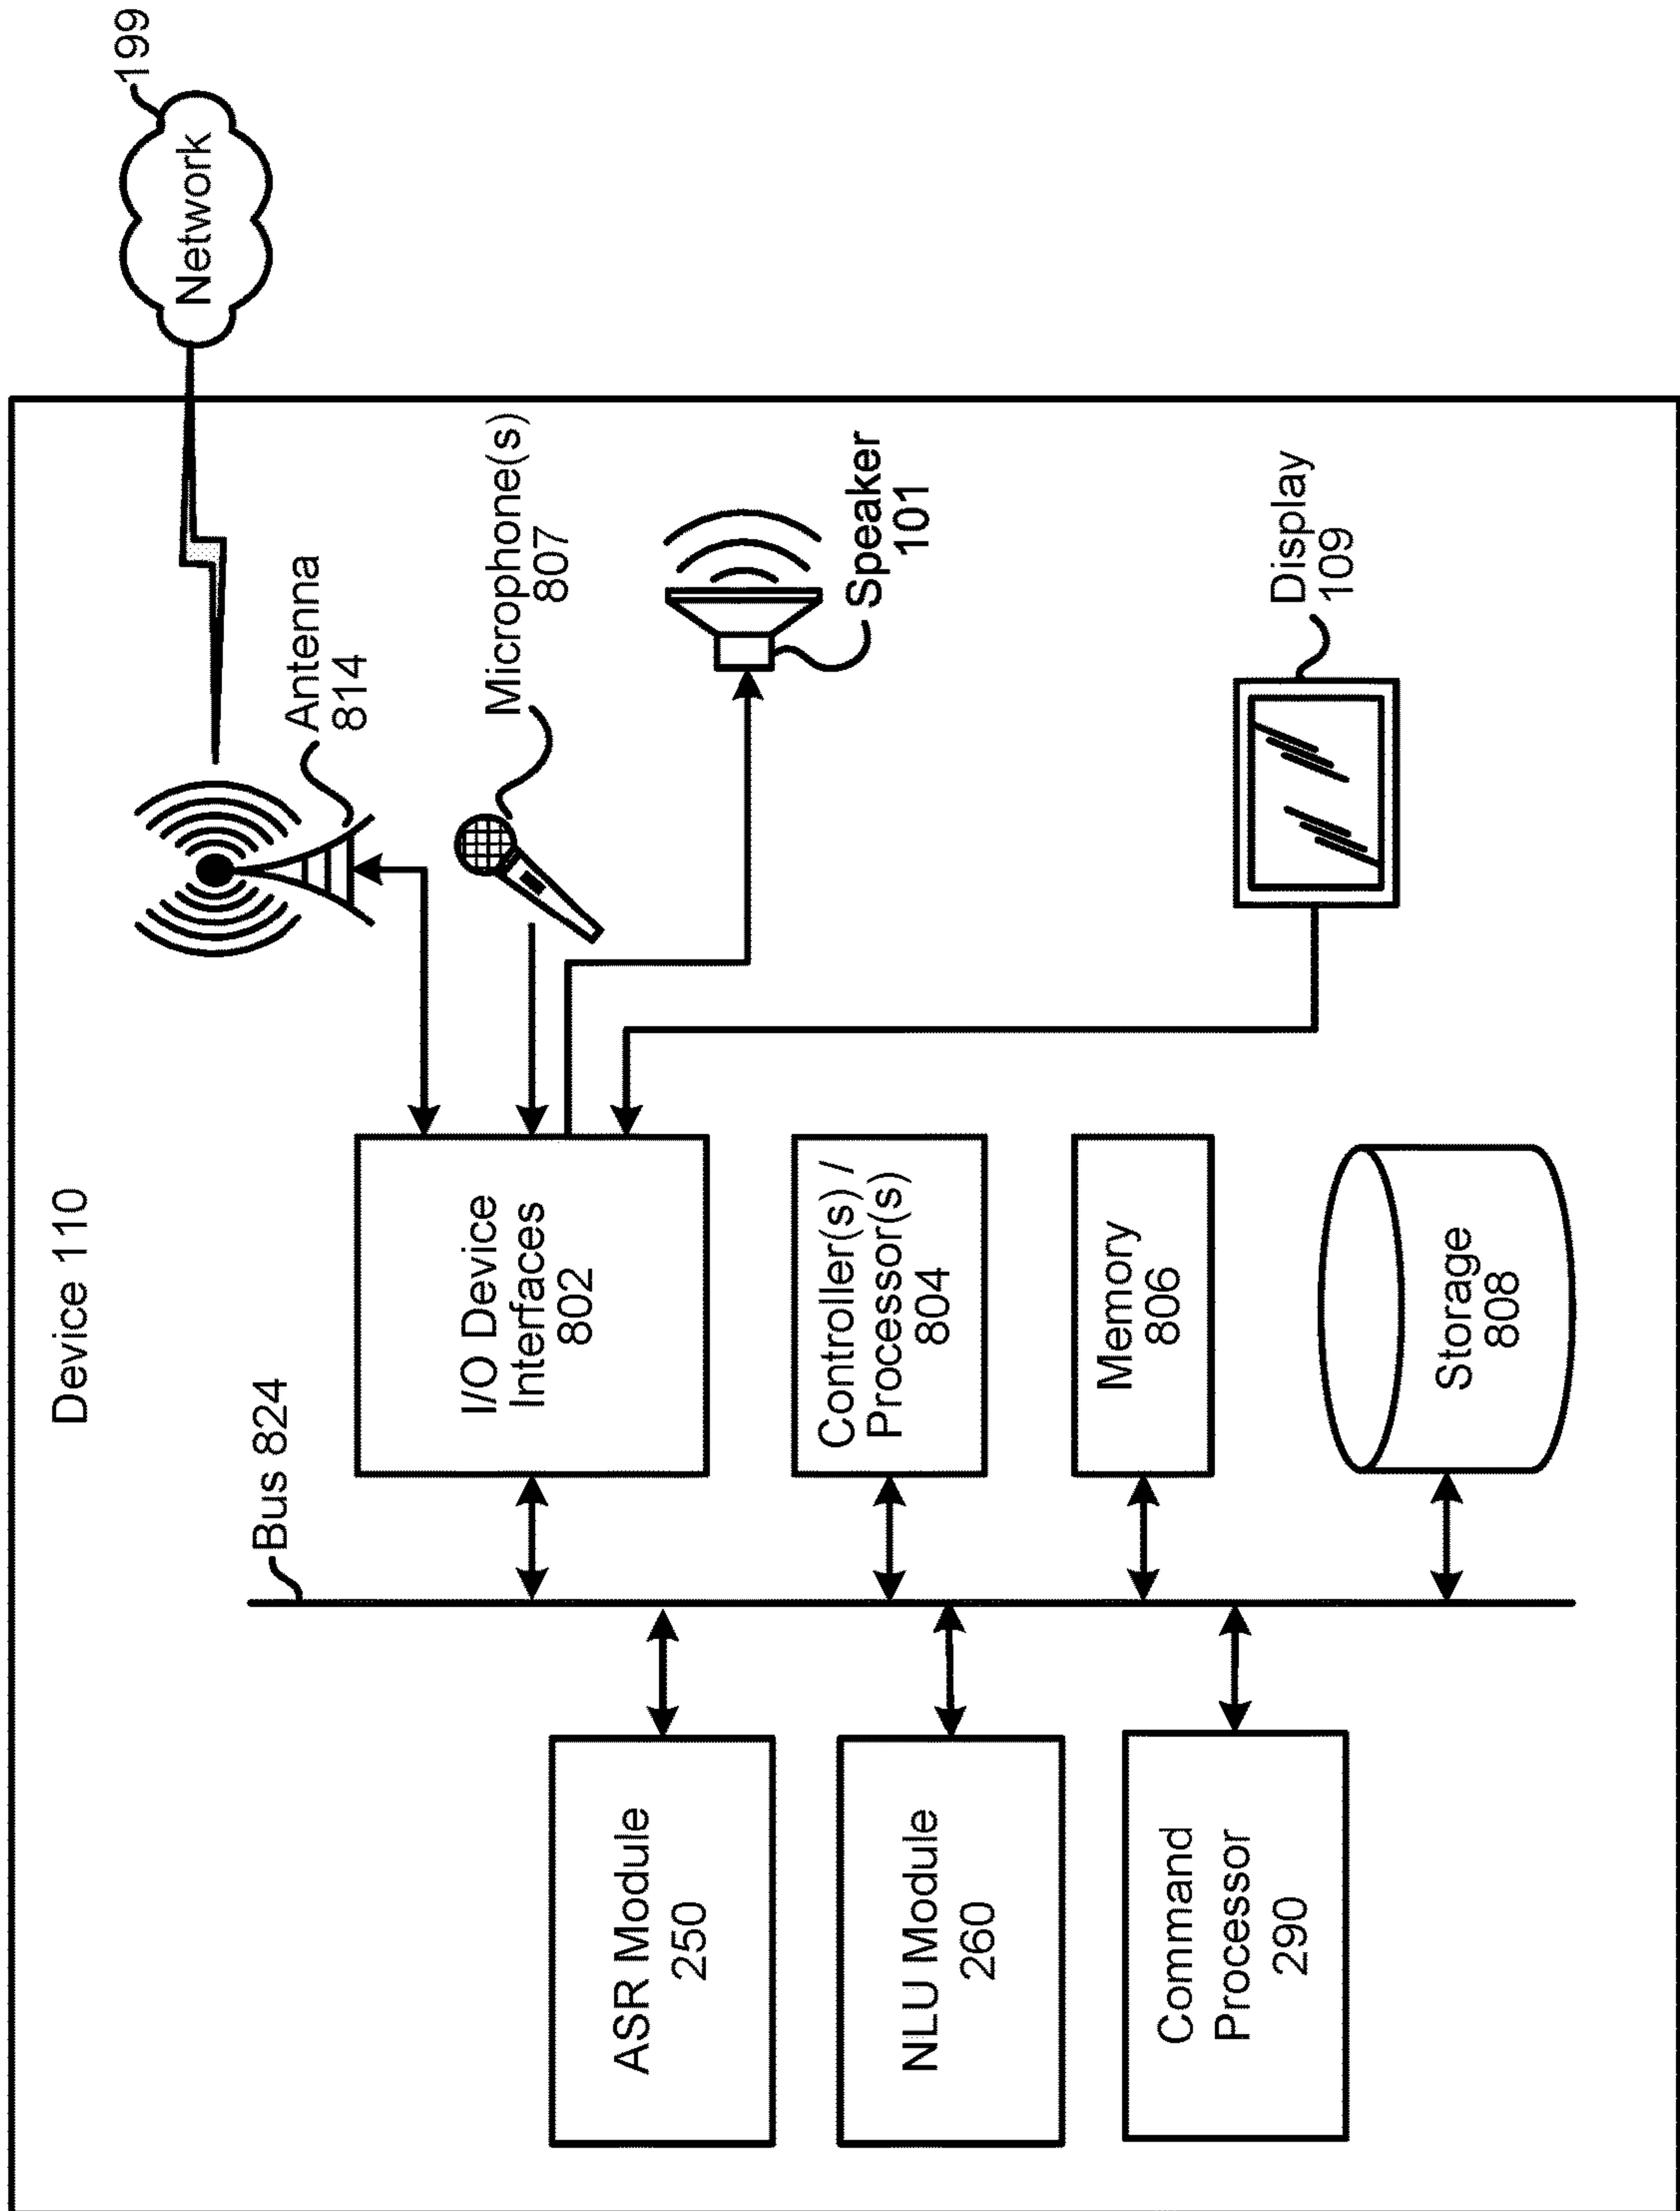 Device 110
199
Network
Bus 824
Antenna
814
Microphone(s)
807
Speaker
101
Display
109
I/O Device
Interfaces
802
Controller(s) /
Processor(s)
804
Memory
806
Storage
808
ASR Module
250
NLU Module
260
Command
Processor
290